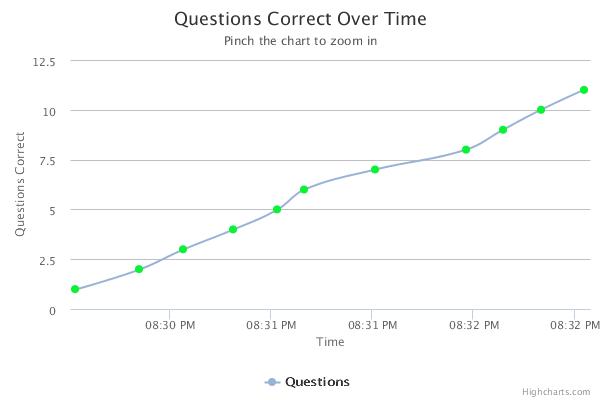 Questions Correct Over Time
Pinch the chart to zoom in
Questions Correct
12.5
10
7.5
5
2.5
0
08:30 PM
08:31 PM
08:31 PM
08:32 PM
08:32 PM
Time
Questions
Highcharts.com